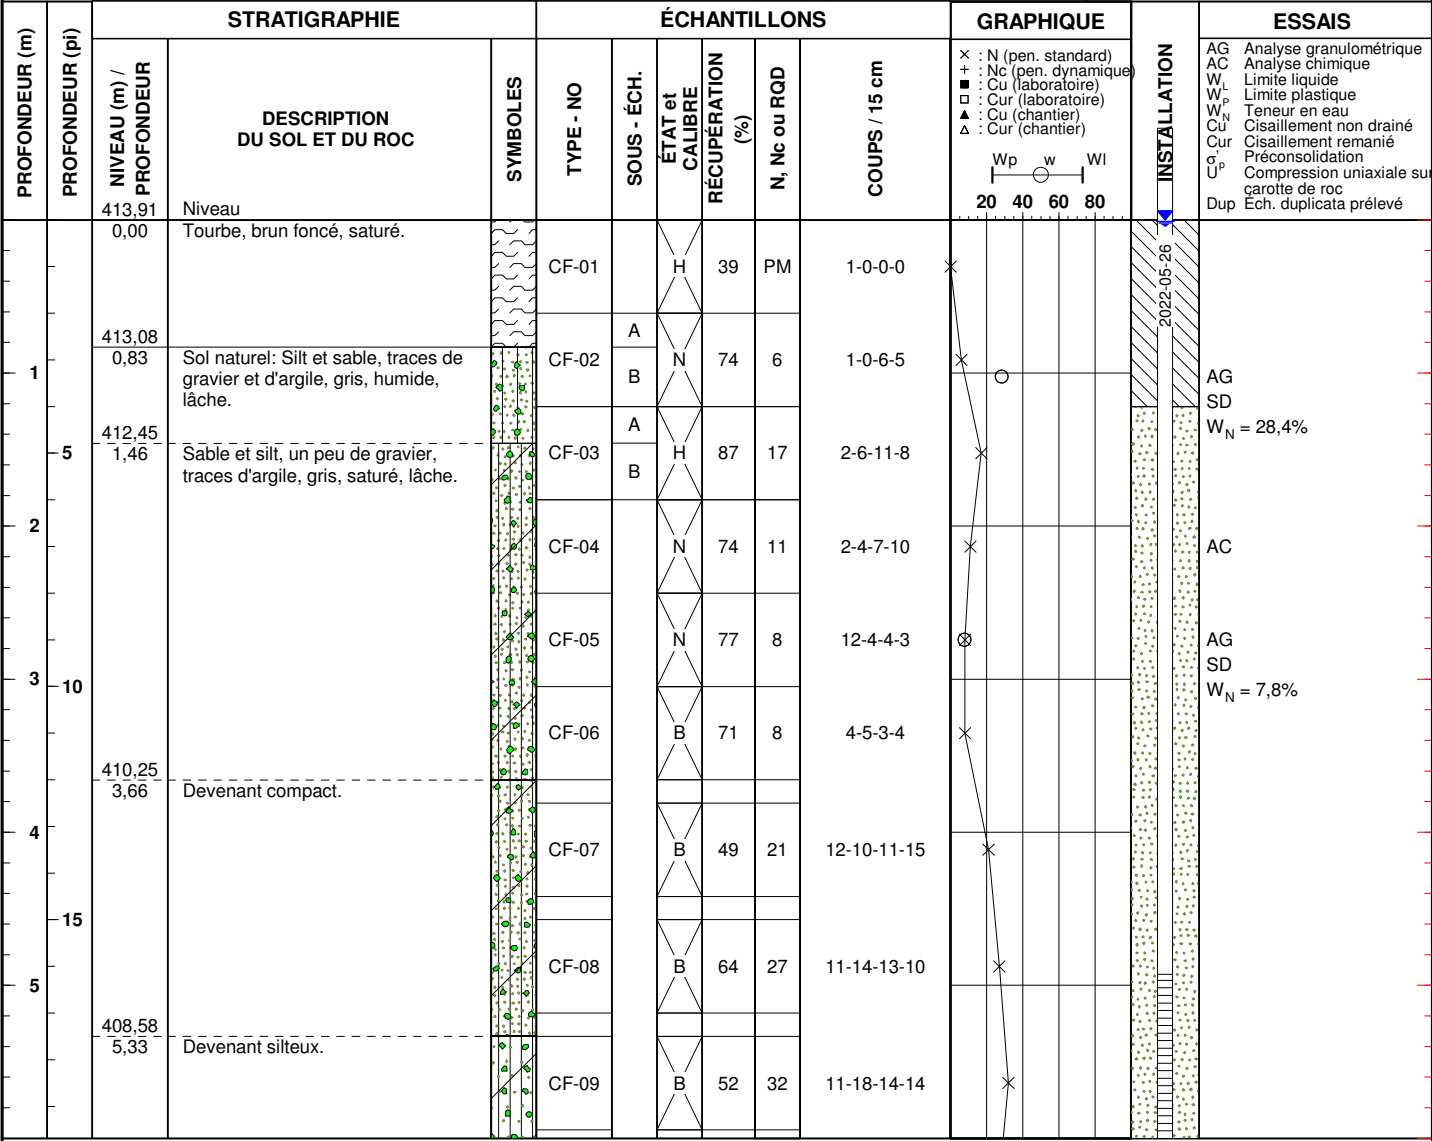 STRATIGRAPHIE
ÉCHANTILLONS
GRAPHIQUE
ESSAIS
PROFONDEUR (m)
PROFONDEUR (pi)
NIVEAU (m) /
PROFONDEUR
DESCRIPTION
DU SOL ET DU ROC
SYMBOLES
TYPE - NO
SOUS - ÉCH.
ÉTAT et
CALIBRE
RÉCUPÉRATION
(%)
N, Nc ou RQD
COUPS / 15 cm
× : N (pen. standard)
+ : Nc (pen. dynamique)
■ : Cu (laboratoire)
□ : Cur (laboratoire)
▲ : Cu (chantier)
△ : Cur (chantier)
Wp w Wl
20 40 60 80
INSTALLATION
AG Analyse granulométrique
AC Analyse chimique
W_L Limite liquide
W_P Limite plastique
W_N Teneur en eau
Cu Cisaillement non drainé
Cur Cisaillement remanié
σ'_p Préconsolidation
U Compression uniaxiale sur
carotte de roc
Dup Éch. duplicata prélevé
413,91 Niveau
0,00 Tourbe, brun foncé, saturé.
CF-01 H 39 PM 1-0-0-0
2022-05-26
413,08
A
0,83 Sol naturel: Silt et sable, traces de
gravier et d'argile, gris, humide,
lâche.
CF-02 N 74 6 1-0-6-5
B
1
AG
SD
W_N = 28,4%
412,45
A
1,46 Sable et silt, un peu de gravier,
traces d'argile, gris, saturé, lâche.
5
CF-03 H 87 17 2-6-11-8
B
2
CF-04 N 74 11 2-4-7-10
AC
CF-05 N 77 8 12-4-4-3
AG
SD
W_N = 7,8%
3
10
CF-06 B 71 8 4-5-3-4
410,25
3,66 Devenant compact.
4
CF-07 B 49 21 12-10-11-15
15
CF-08 B 64 27 11-14-13-10
5
408,58
5,33 Devenant silteux.
CF-09 B 52 32 11-18-14-14